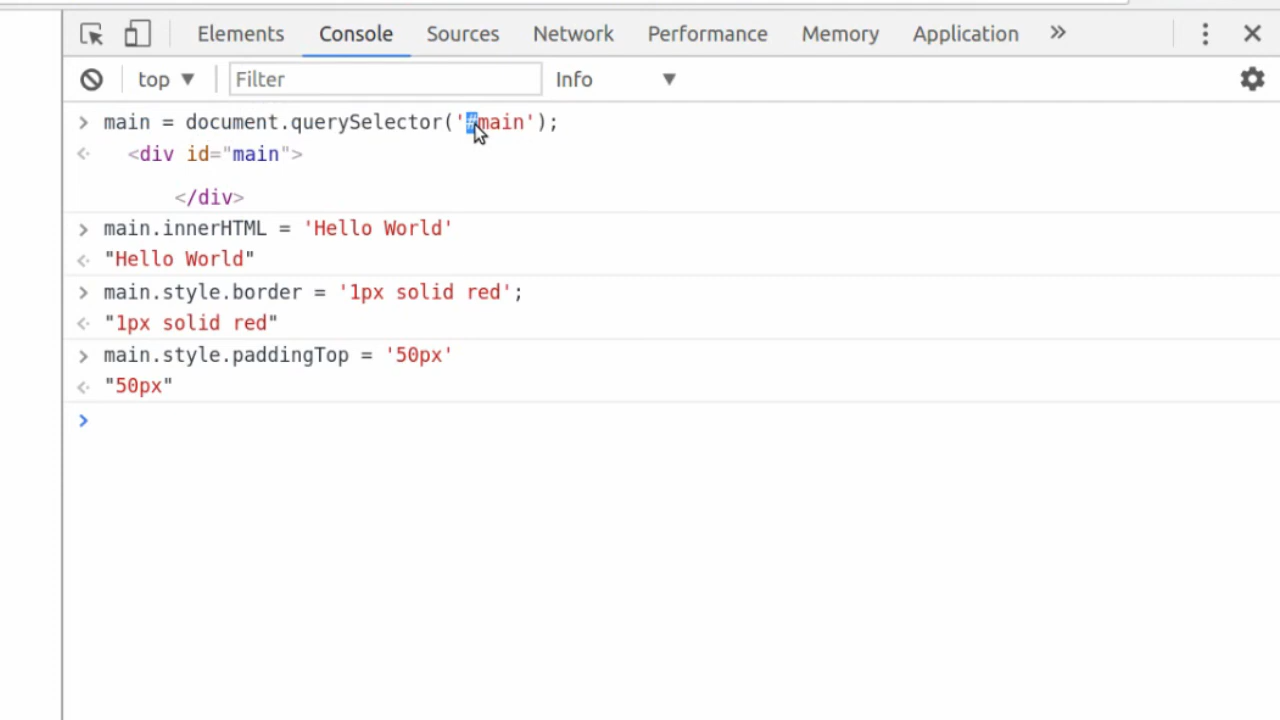 Elements Console Sources Network Performance Memory Application »
top ▼ Filter Info ▼
> main = document.querySelector('#main');
<div id="main">
</div>
> main.innerHTML = 'Hello World'
"Hello World"
> main.style.border = '1px solid red';
"1px solid red"
> main.style.paddingTop = '50px'
"50px"
>